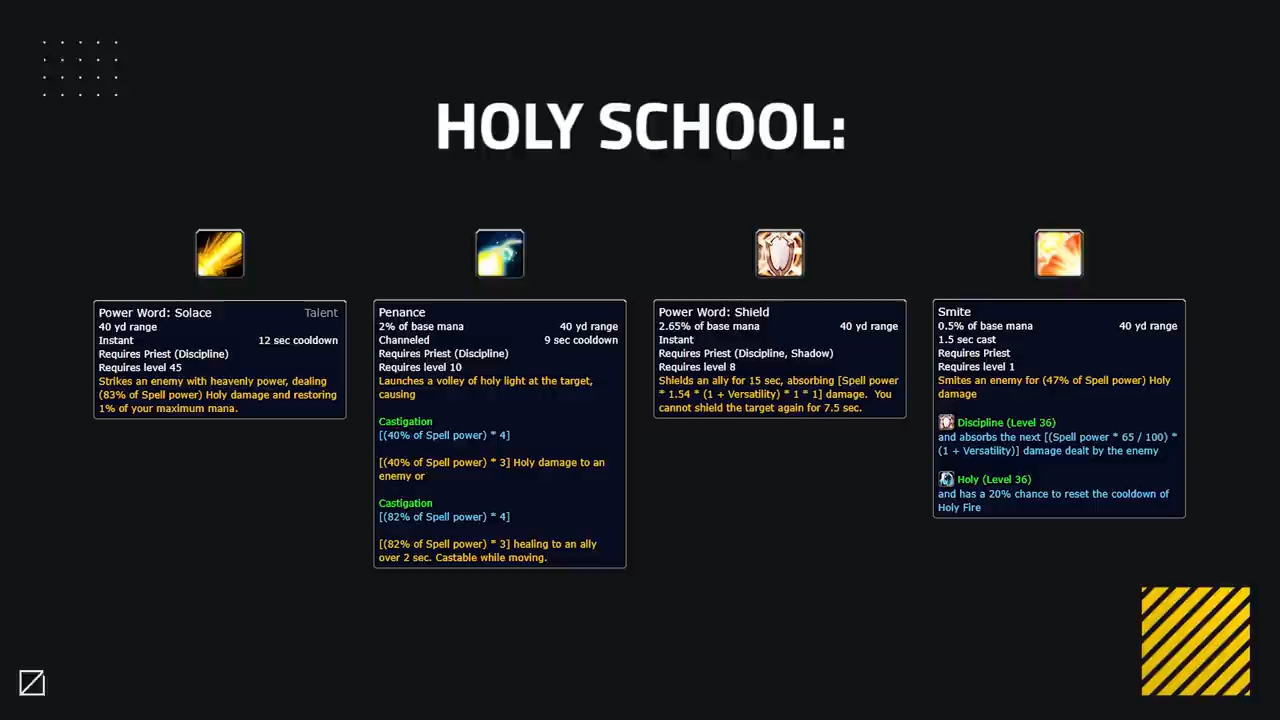 HOLY SCHOOL:
Power Word: Solace Talent
40 yd range
Instant 12 sec cooldown
Requires Priest (Discipline)
Requires level 45
Strikes an enemy with heavenly power, dealing
(83% of Spell power) Holy damage and restoring
1% of your maximum mana.
Penance
2% of base mana 40 yd range
Channeled 9 sec cooldown
Requires Priest (Discipline)
Requires level 10
Launches a volley of holy light at the target,
causing
Castigation
[(40% of Spell power) * 4]
[(40% of Spell power) * 3] Holy damage to an
enemy or
Castigation
[(82% of Spell power) * 4]
[(82% of Spell power) * 3] healing to an ally
over 2 sec. Castable while moving.
Power Word: Shield
2.65% of base mana 40 yd range
Instant
Requires Priest (Discipline, Shadow)
Requires level 8
Shields an ally for 15 sec, absorbing [Spell power
* 1.54 * (1 + Versatility) * 1 * 1] damage. You
cannot shield the target again for 7.5 sec.
Smite
0.5% of base mana 40 yd range
1.5 sec cast
Requires Priest
Requires level 1
Smites an enemy for (47% of Spell power) Holy
damage
Discipline (Level 36)
and absorbs the next [(Spell power * 65 / 100) *
(1 + Versatility)] damage dealt by the enemy
Holy (Level 36)
and has a 20% chance to reset the cooldown of
Holy Fire